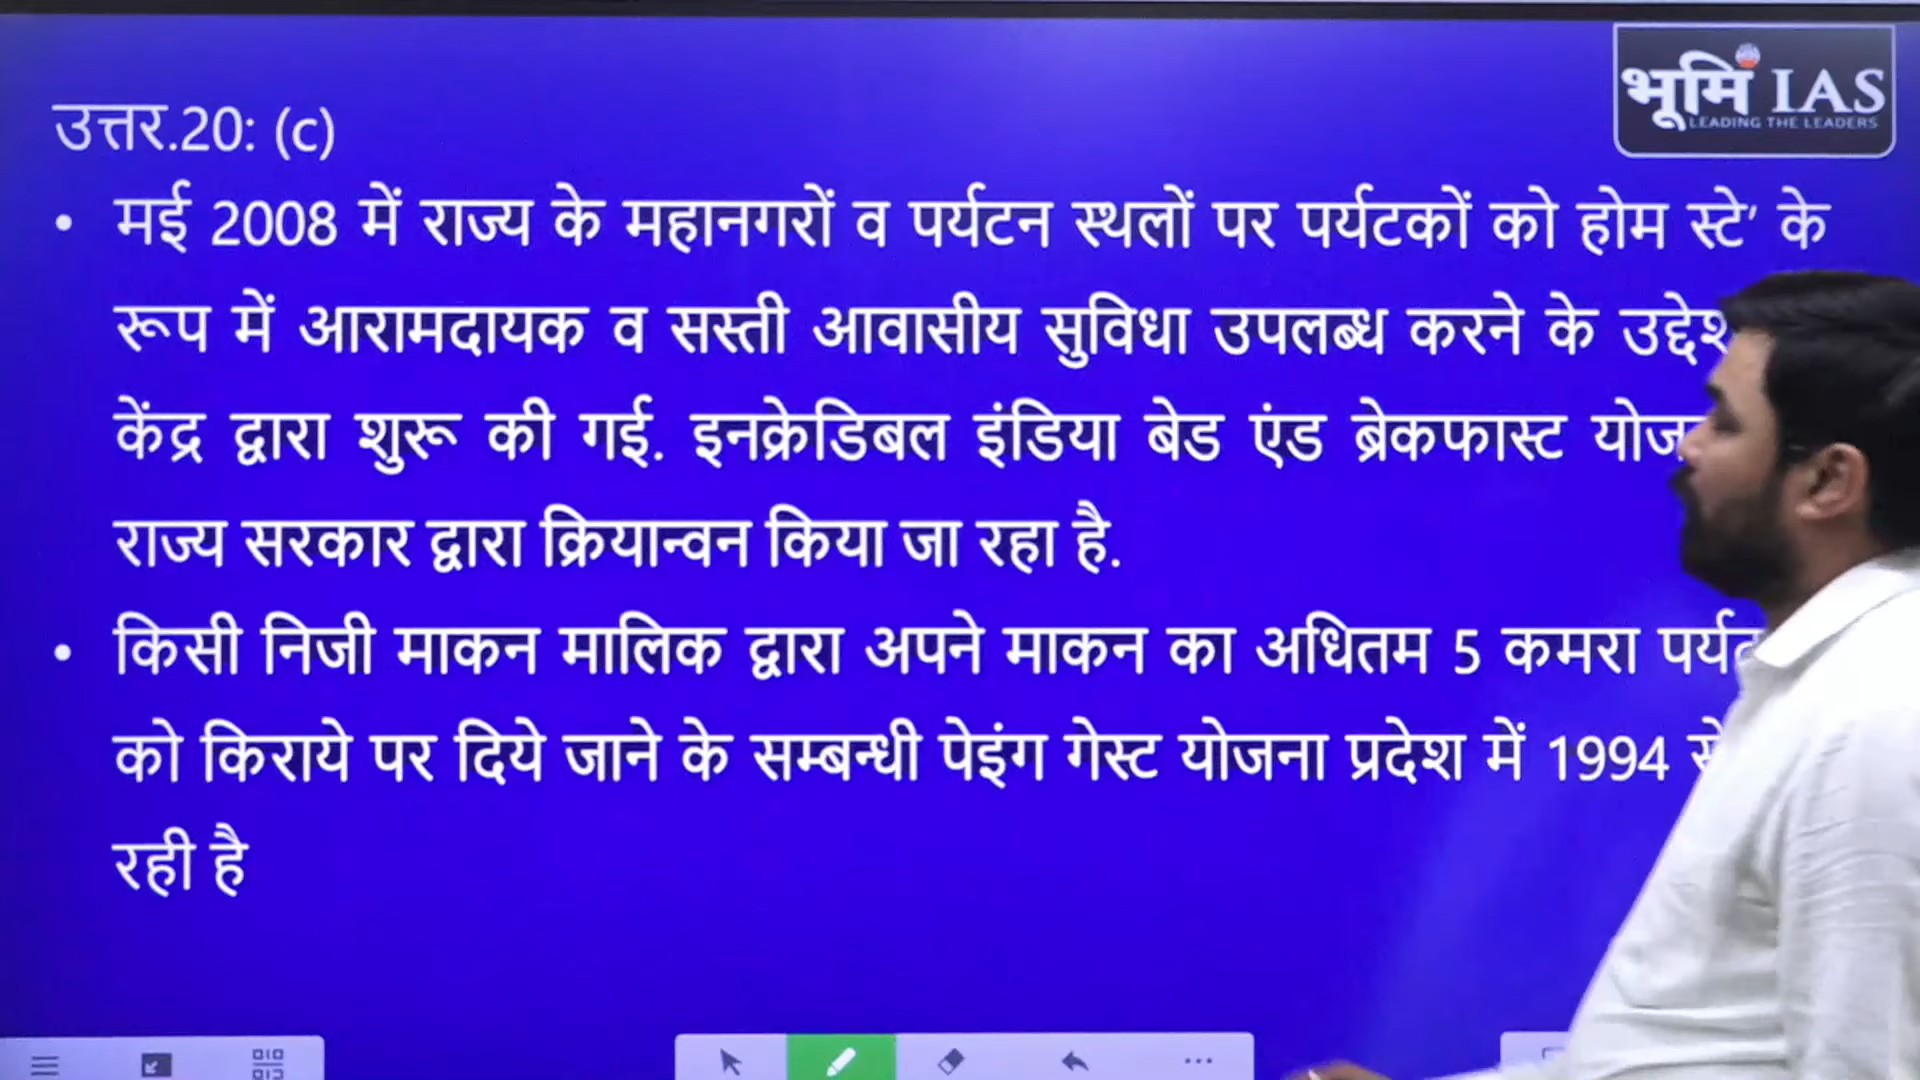 भूमि IAS
LEADING THE LEADERS
उत्तर.20: (c)
• मई 2008 में राज्य के महानगरों व पर्यटन स्थलों पर पर्यटकों को होम स्टे’ के
रूप में आरामदायक व सस्ती आवासीय सुविधा उपलब्ध करने के
केंद्र द्वारा शुरू की गई. इनक्रेडिबल इंडिया बेड एंड ब्रेकफास्ट
राज्य सरकार द्वारा क्रियान्वन किया जा रहा है.
• किसी निजी माकन मालिक द्वारा अपने माकन का अधितम 5 कमरा
को किराये पर दिये जाने के सम्बन्धी पेइंग गेस्ट योजना प्रदेश में 1994
रही है